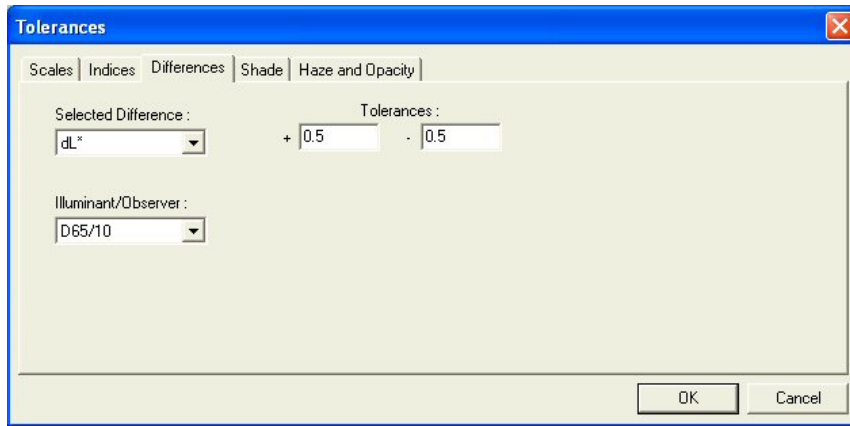 Tolerances
Scales Indices Differences Shade Haze and Opacity
Selected Difference : Tolerances :
dL* + 0.5 - 0.5
Illuminant/Observer :
D65/10
OK Cancel